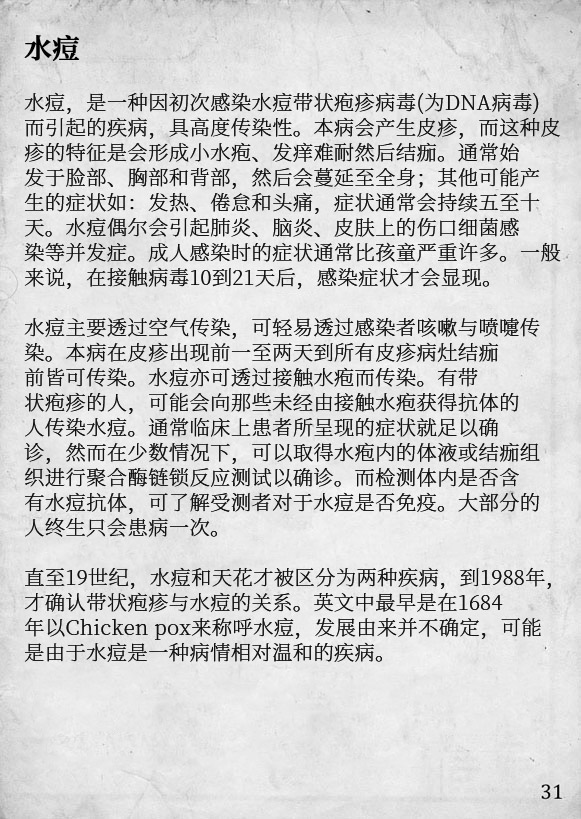 水痘
水痘，是一种因初次感染水痘带状疱疹病毒(为DNA病毒)
而引起的疾病，具高度传染性。本病会产生皮疹，而这种皮
疹的特征是会形成小水疱、发痒难耐然后结痂。通常始
发于脸部、胸部和背部，然后会蔓延至全身；其他可能产
生的症状如：发热、倦怠和头痛，症状通常会持续五至十
天。水痘偶尔会引起肺炎、脑炎、皮肤上的伤口细菌感
染等并发症。成人感染时的症状通常比孩童严重许多。一般
来说，在接触病毒10到21天后，感染症状才会显现。
水痘主要透过空气传染，可轻易透过感染者咳嗽与喷嚏传
染。本病在皮疹出现前一至两天到所有皮疹病灶结痂
前皆可传染。水痘亦可透过接触水疱而传染。有带
状疱疹的人，可能会向那些未经由接触水疱获得抗体的
人传染水痘。通常临床上患者所呈现的症状就足以确
诊，然而在少数情况下，可以取得水疱内的体液或结痂组
织进行聚合酶链锁反应测试以确诊。而检测体内是否含
有水痘抗体，可了解受测者对于水痘是否免疫。大部分的
人终生只会患病一次。
直至19世纪，水痘和天花才被区分为两种疾病，到1988年，
才确认带状疱疹与水痘的关系。英文中最早是在1684
年以Chicken pox来称呼水痘，发展由来并不确定，可能
是由于水痘是一种病情相对温和的疾病。
31